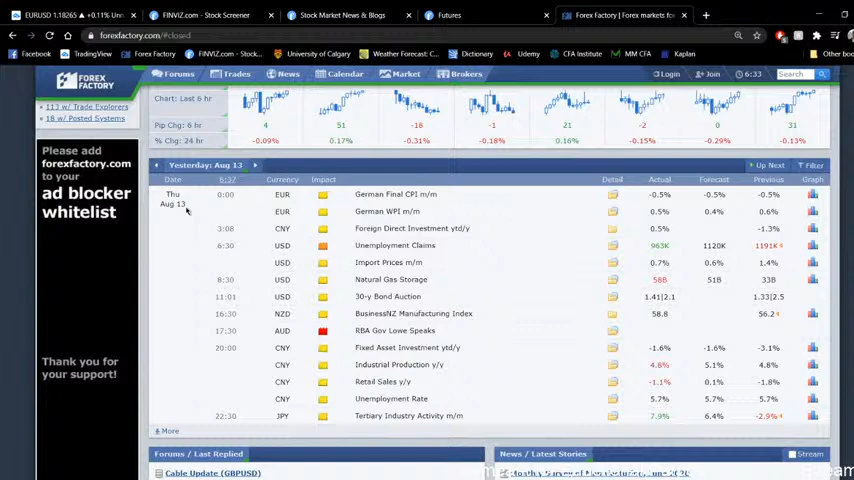 EURUSD 1.18265 ▲ +0.11% Unn
FINVIZ.com - Stock Screener
Stock Market News & Blogs
Futures
Forex Factory | Forex markets fo
forexfactory.com/#closed
Facebook TradingView Forex Factory FINVIZ.com - Stock... University of Calgary Weather Forecast: C... Dictionary Udemy CFA Institute MM CFA Kaplan Other boo
FOREX FACTORY
Forums Trades News Calendar Market Brokers Login Join 6:33 Search
113 w/ Trade Explorers
18 w/ Posted Systems
Chart: Last 6 hr
Pip Chg: 6 hr 4 51 -18 -1 21 -2 0 31
% Chg: 24 hr -0.09% 0.17% -0.31% -0.18% 0.16% -0.15% -0.29% -0.13%
Please add
forexfactory.com
to your
ad blocker
whitelist
Thank you for
your support!
Yesterday: Aug 13 Up Next Filter
Date 6:37 Currency Impact Detail Actual Forecast Previous Graph
Thu
Aug 13
0:00 EUR German Final CPI m/m -0.5% -0.5% -0.5%
EUR German WPI m/m 0.5% 0.4% 0.6%
3:08 CNY Foreign Direct Investment ytd/y 0.5% -1.3%
6:30 USD Unemployment Claims 963K 1120K 1191K
USD Import Prices m/m 0.7% 0.6% 1.4%
8:30 USD Natural Gas Storage 58B 51B 33B
11:01 USD 30-y Bond Auction 1.41|2.1 1.33|2.5
16:30 NZD BusinessNZ Manufacturing Index 58.8 56.2
17:30 AUD RBA Gov Lowe Speaks
20:00 CNY Fixed Asset Investment ytd/y -1.6% -1.6% -3.1%
CNY Industrial Production y/y 4.8% 5.1% 4.8%
CNY Retail Sales y/y -1.1% 0.1% -1.8%
CNY Unemployment Rate 5.7% 5.7% 5.7%
22:30 JPY Tertiary Industry Activity m/m 7.9% 6.4% -2.9%
More
Forums / Last Replied
News / Latest Stories Stream
Cable Update (GBPUSD)